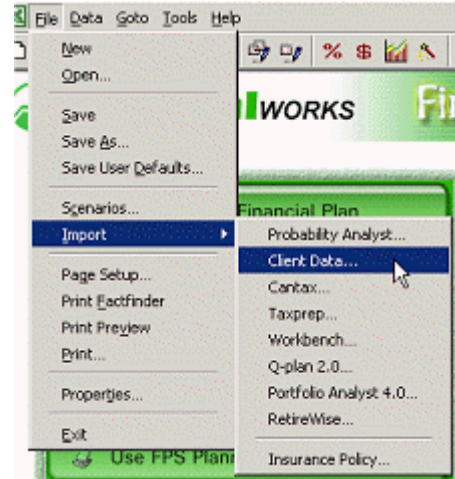 File Data Goto Tools Help
New
Open...
% $
Save
WORKS Fi
Save As...
Save User Defaults...
Scenarios...
Financial Plan
Import
Probability Analyst...
Client Data...
Page Setup...
Cantax...
Print Factfinder
Taxprep...
Print Preview
Workbench...
Print...
Q-plan 2.0...
Portfolio Analyst 4.0...
Properties...
RetireWise...
Exit
Use FPS Plann
Insurance Policy...